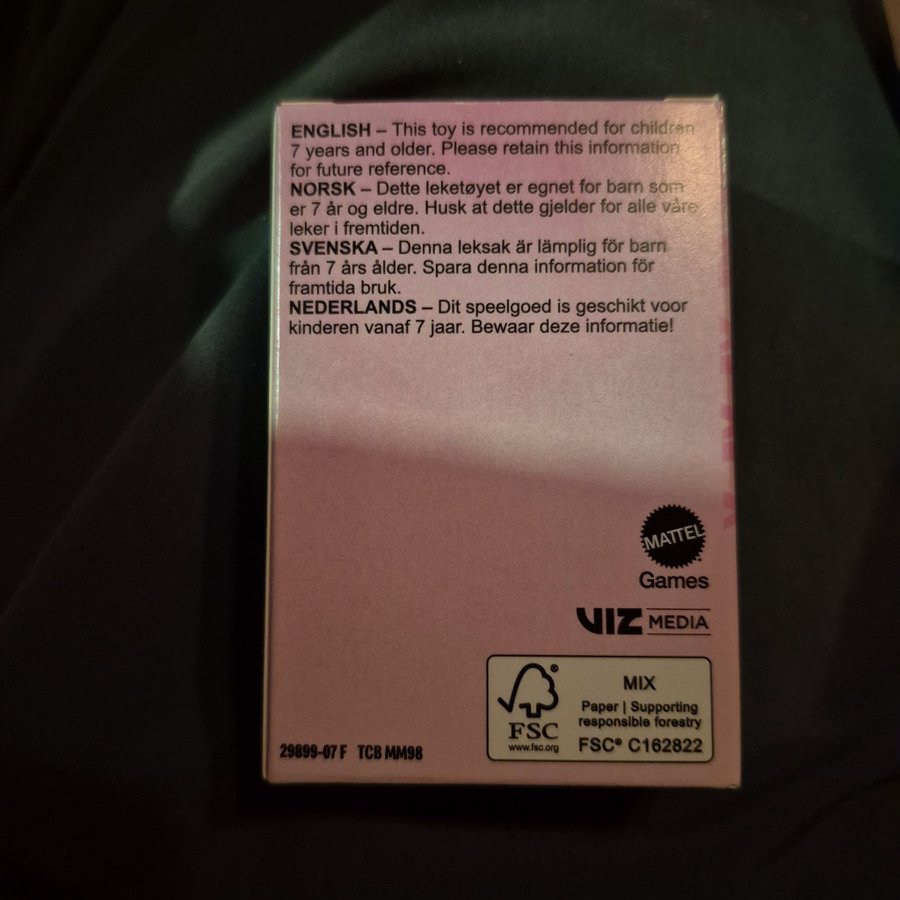 ENGLISH – This toy is recommended for children
7 years and older. Please retain this information
for future reference.
NORSK – Dette leketøyet er egnet for barn som
er 7 år og eldre. Husk at dette gjelder for alle våre
leker i fremtiden.
SVENSKA – Denna leksak är lämplig för barn
från 7 års ålder. Spara denna information för
framtida bruk.
NEDERLANDS – Dit speelgoed is geschikt voor
kinderen vanaf 7 jaar. Bewaar deze informatie!
MATTEL
Games
VIZ MEDIA
FSC®
www.fsc.org
MIX
Paper | Supporting
responsible forestry
FSC® C162822
29899-07 F TCB MM98